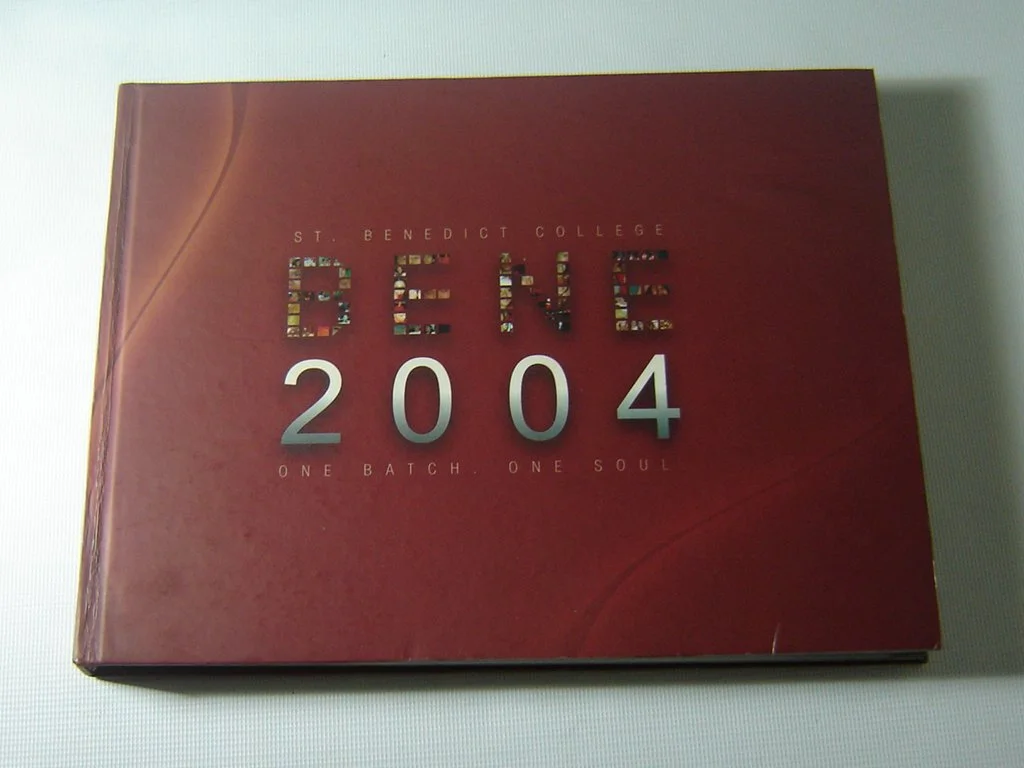 ST. BENEDICT COLLEGE
BENE
2004
ONE BATCH. ONE SOUL